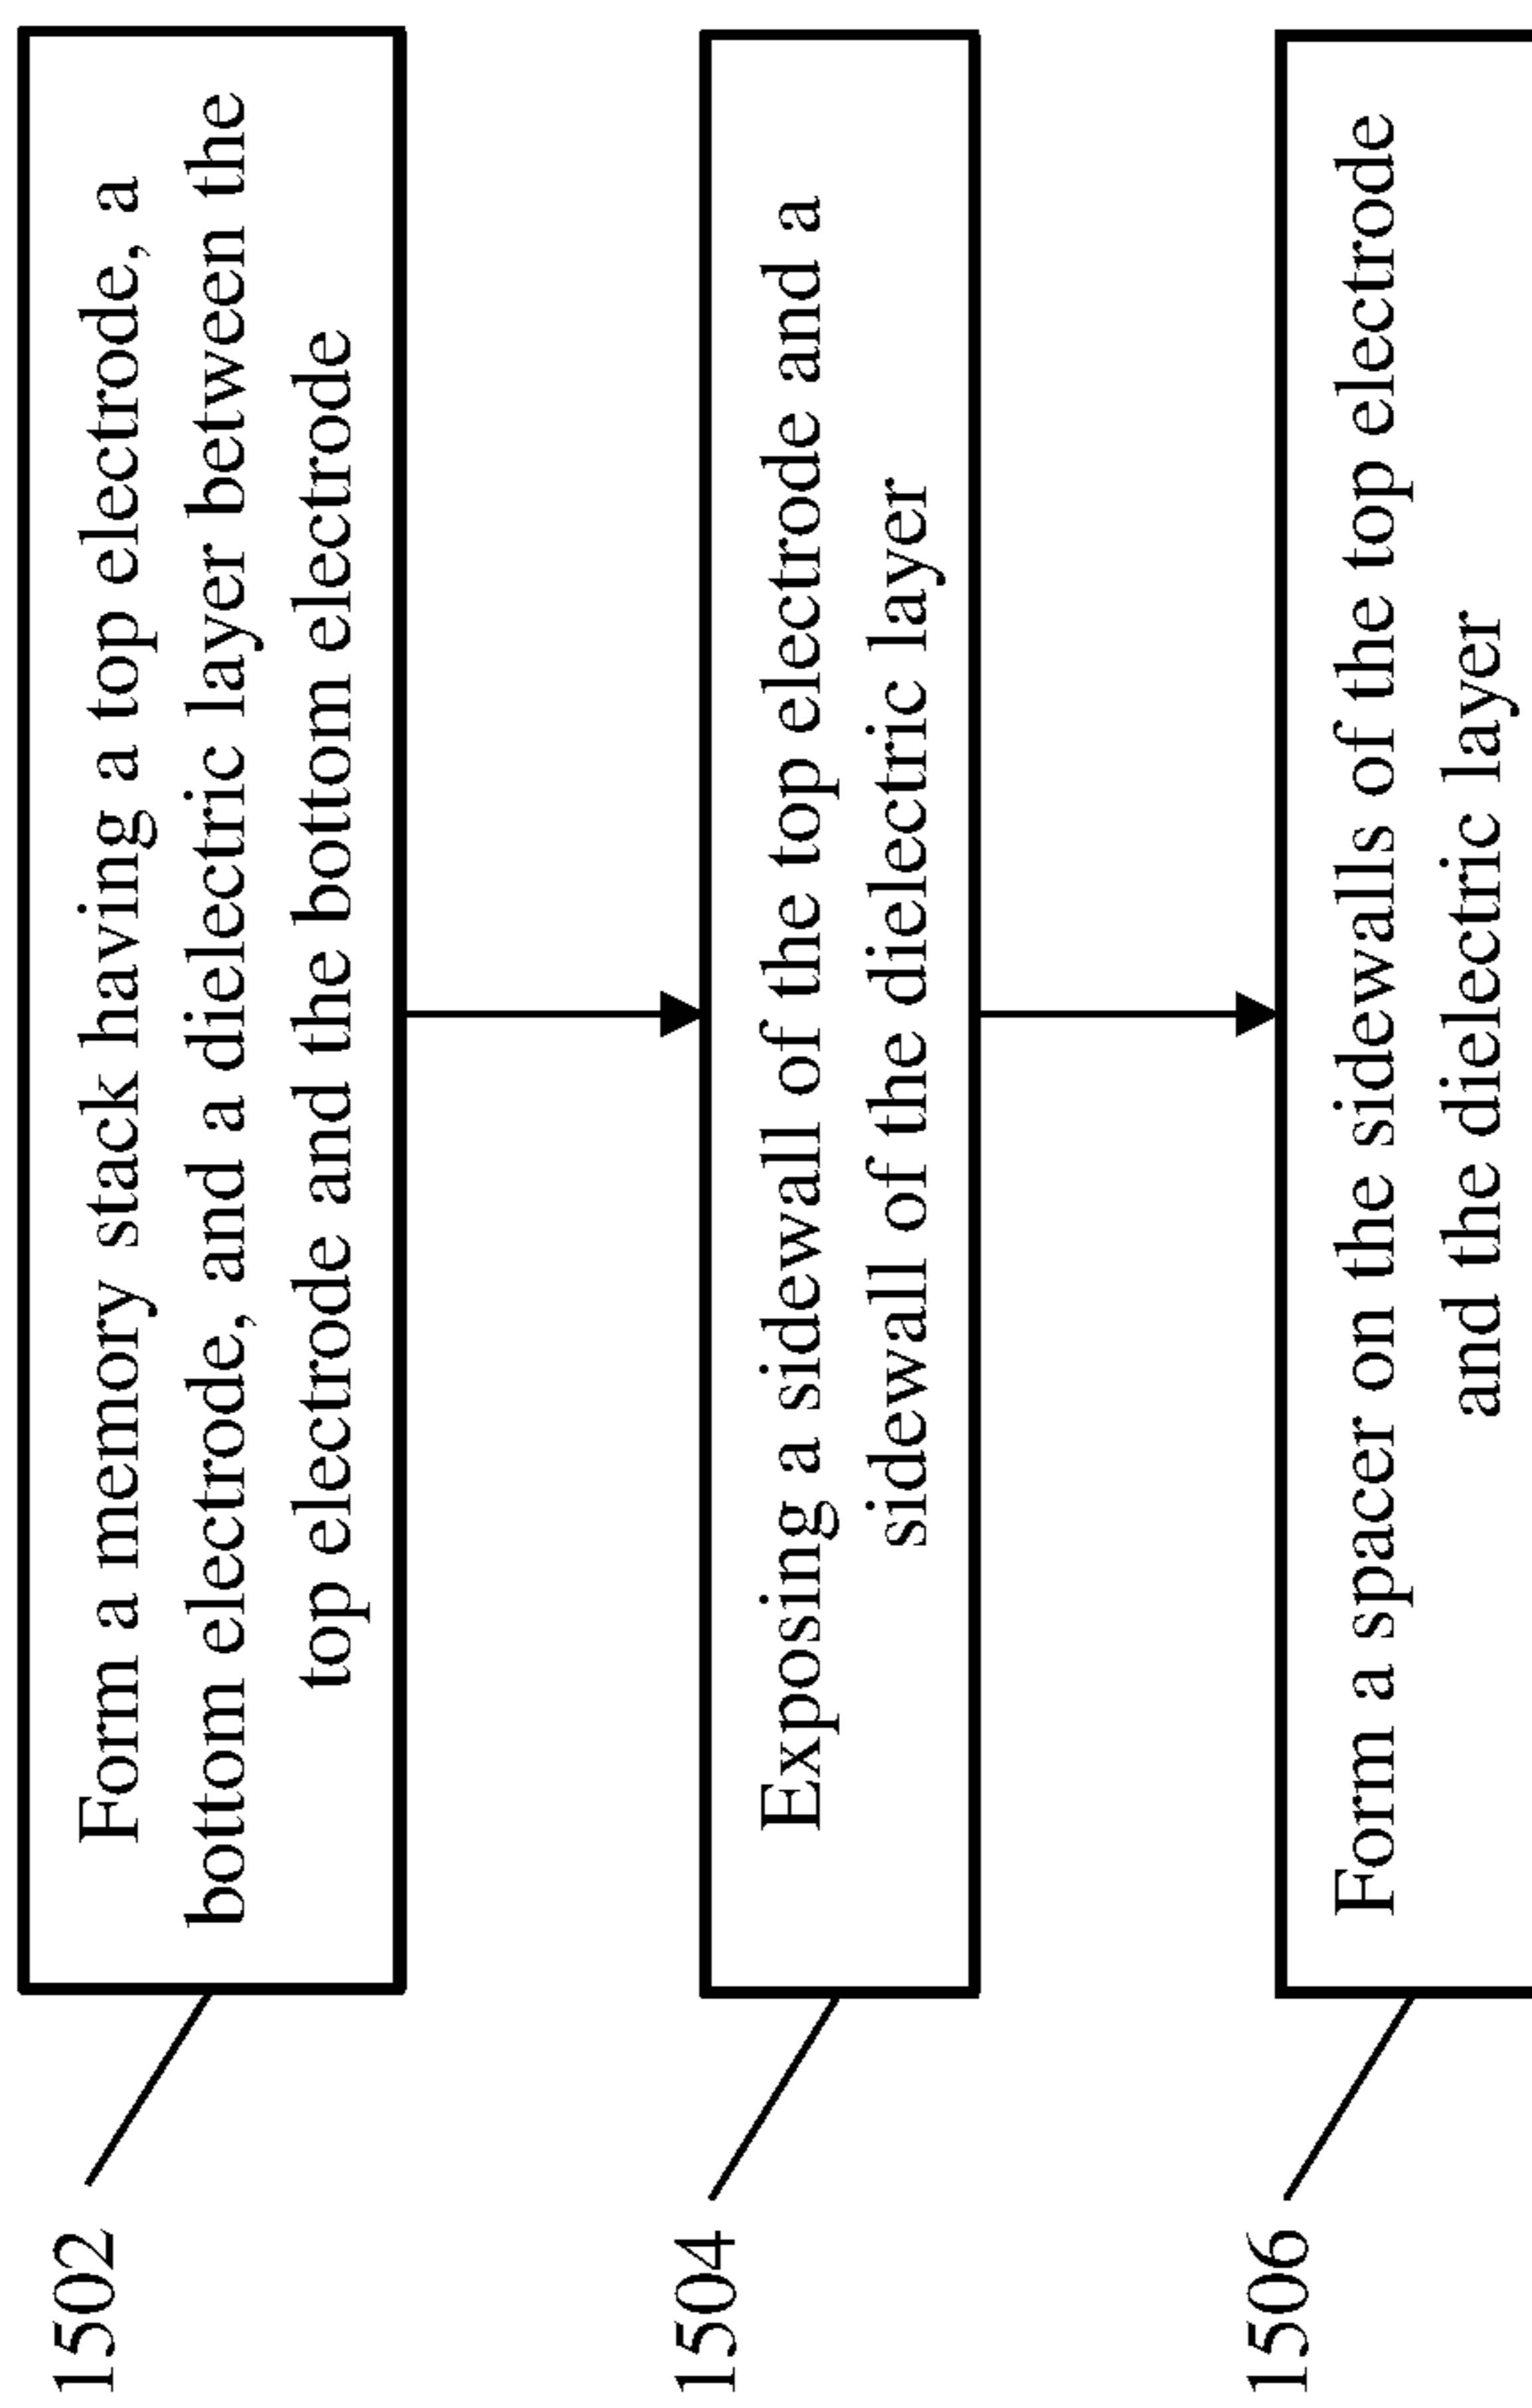 1502
Form a memory stack having a top electrode, a
bottom electrode, and a dielectric layer between the
top electrode and the bottom electrode
1504
Exposing a sidewall of the top electrode and a
sidewall of the dielectric layer
1506
Form a spacer on the sidewalls of the top electrode
and the dielectric layer